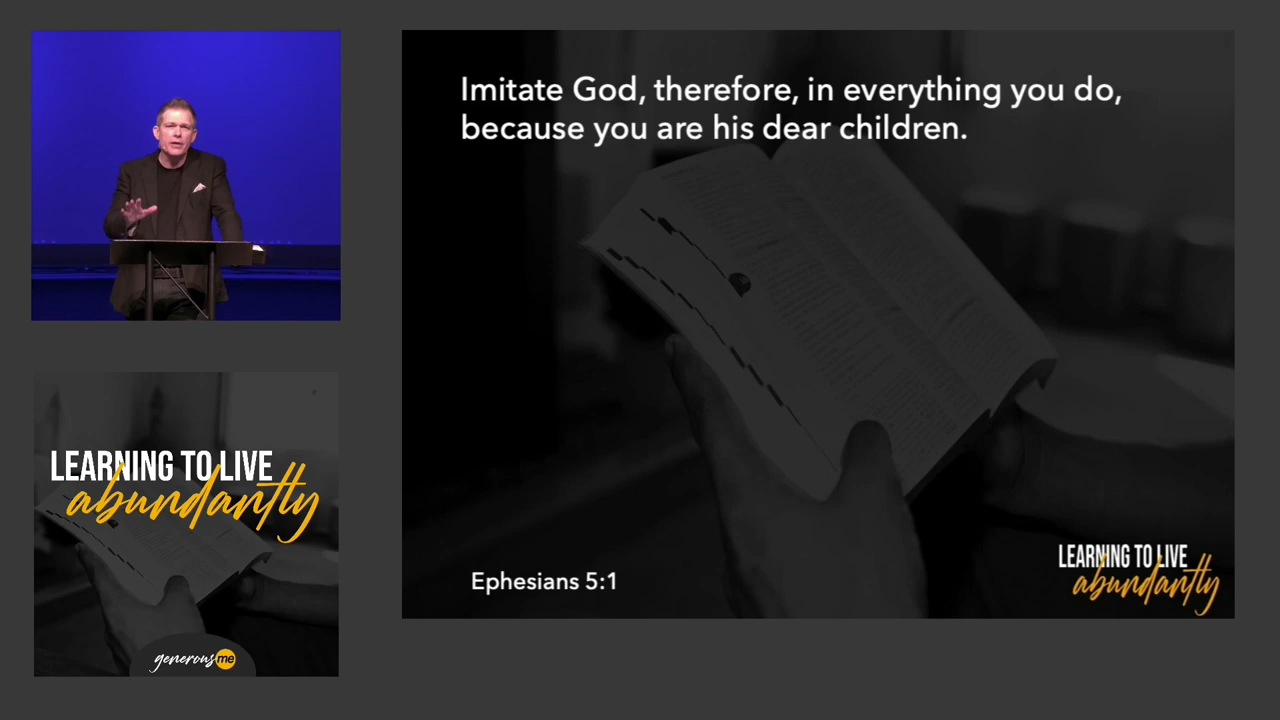 Imitate God, therefore, in everything you do,
because you are his dear children.
Ephesians 5:1
LEARNING TO LIVE
abundantly
LEARNING TO LIVE
abundantly
generousme